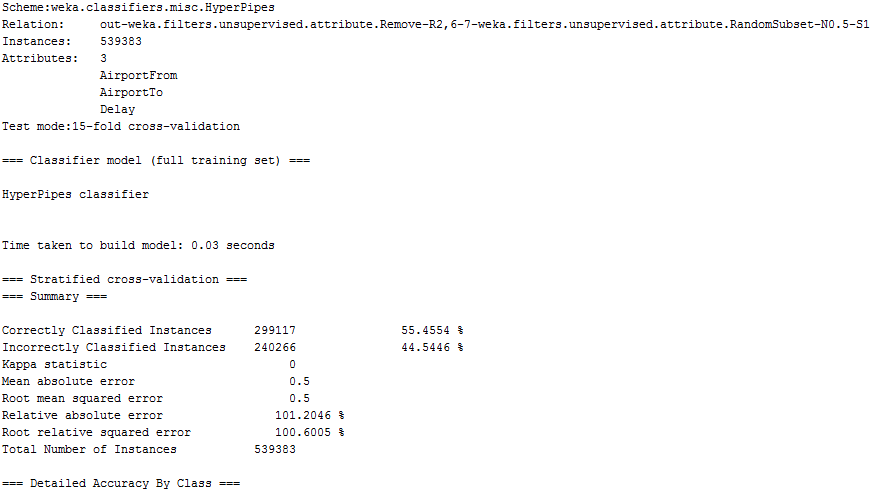 Scheme:weka.classifiers.misc.HyperPipes
Relation: out-weka.filters.unsupervised.attribute.Remove-R2,6-7-weka.filters.unsupervised.attribute.RandomSubset-N0.5-S1
Instances: 539383
Attributes: 3
AirportFrom
AirportTo
Delay
Test mode:15-fold cross-validation
=== Classifier model (full training set) ===
HyperPipes classifier
Time taken to build model: 0.03 seconds
=== Stratified cross-validation ===
=== Summary ===
Correctly Classified Instances 299117 55.4554 %
Incorrectly Classified Instances 240266 44.5446 %
Kappa statistic 0
Mean absolute error 0.5
Root mean squared error 0.5
Relative absolute error 101.2046 %
Root relative squared error 100.6005 %
Total Number of Instances 539383
=== Detailed Accuracy By Class ===